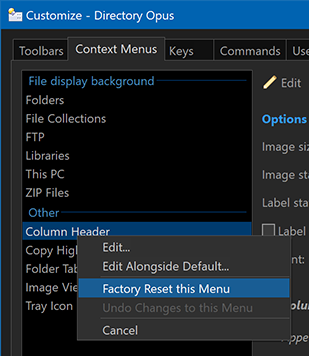 Customize - Directory Opus
Toolbars Context Menus Keys Commands Use
File display background
Folders
File Collections
FTP
Libraries
This PC
ZIP Files
Other
Column Header
Copy High
Folder Tab
Image View
Tray Icon
Edit
Options
Image siz
Image sta
Label sta
Label
nt:
olum
Appe
Edit...
Edit Alongside Default...
Factory Reset this Menu
Undo Changes to this Menu
Cancel